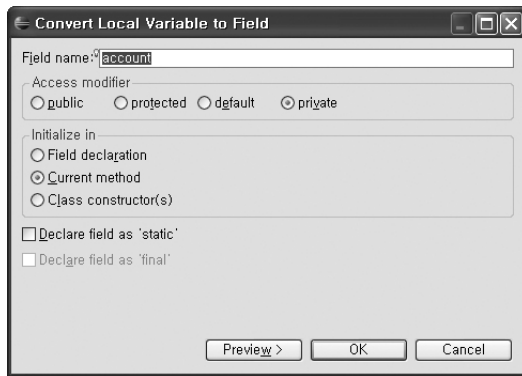 Convert Local Variable to Field
Field name: account
Access modifier
public protected default private
Initialize in
Field declaration
Current method
Class constructor(s)
Declare field as 'static'
Declare field as 'final'
Preview > OK Cancel